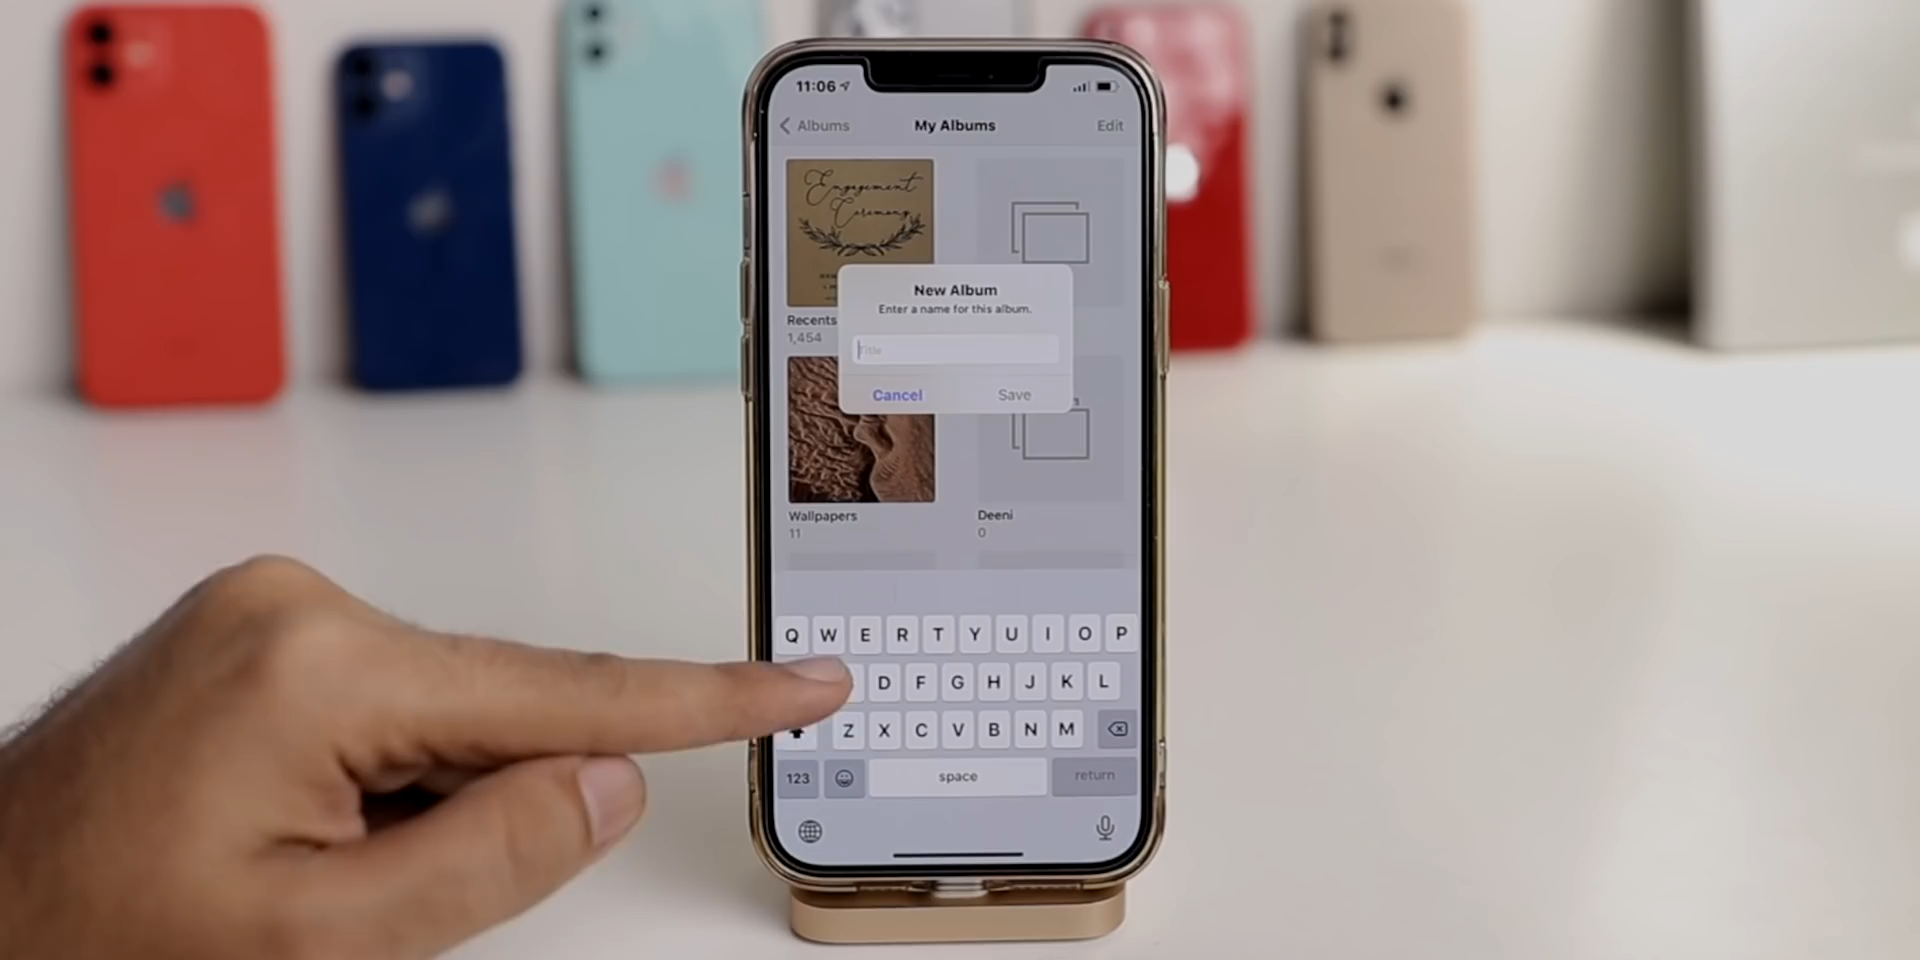 11:06
Albums
My Albums
Edit
Engagement
Ceremony
Recents
1,454
New Album
Enter a name for this album.
Title
Cancel
Save
Wallpapers
11
Deeni
0
Q W E R T Y U I O P
D F G H J K L
Z X C V B N M
123
space
return